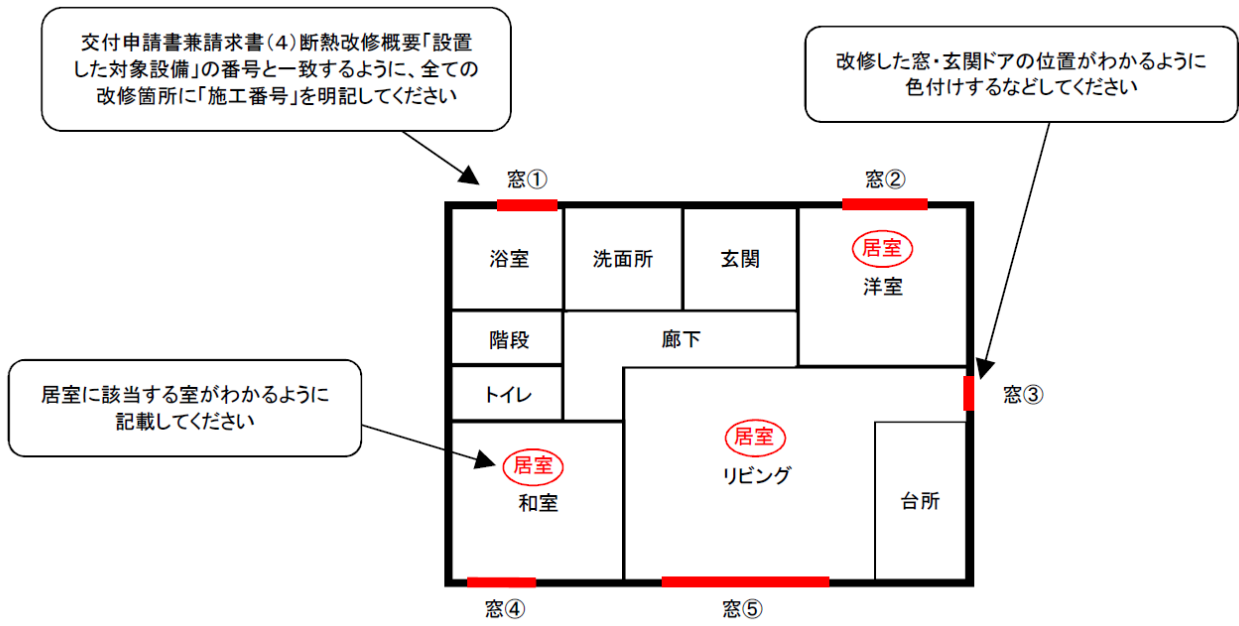 交付申請書兼請求書(4)断熱改修概要「設置
した対象設備」の番号と一致するように、全ての
改修箇所に「施工番号」を明記してください
改修した窓・玄関ドアの位置がわかるように
色付けするなどしてください
窓①
窓②
浴室
洗面所
玄関
居室
洋室
階段
廊下
トイレ
居室に該当する室がわかるように
記載してください
窓③
居室
リビング
居室
和室
台所
窓④
窓⑤